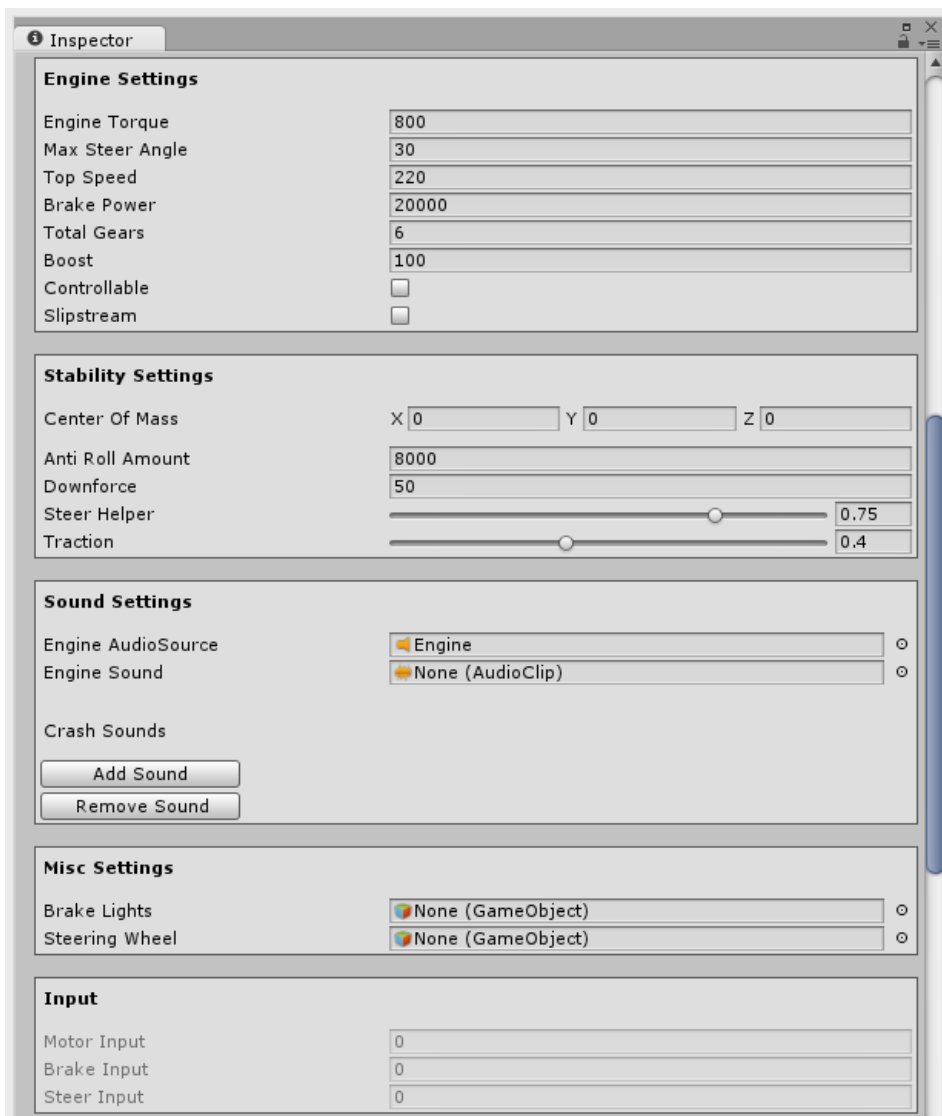 Inspector
Engine Settings
Engine Torque 800
Max Steer Angle 30
Top Speed 220
Brake Power 20000
Total Gears 6
Boost 100
Controllable
Slipstream
Stability Settings
Center Of Mass X 0 Y 0 Z 0
Anti Roll Amount 8000
Downforce 50
Steer Helper 0.75
Traction 0.4
Sound Settings
Engine AudioSource Engine
Engine Sound None (AudioClip)
Crash Sounds
Add Sound
Remove Sound
Misc Settings
Brake Lights None (GameObject)
Steering Wheel None (GameObject)
Input
Motor Input 0
Brake Input 0
Steer Input 0